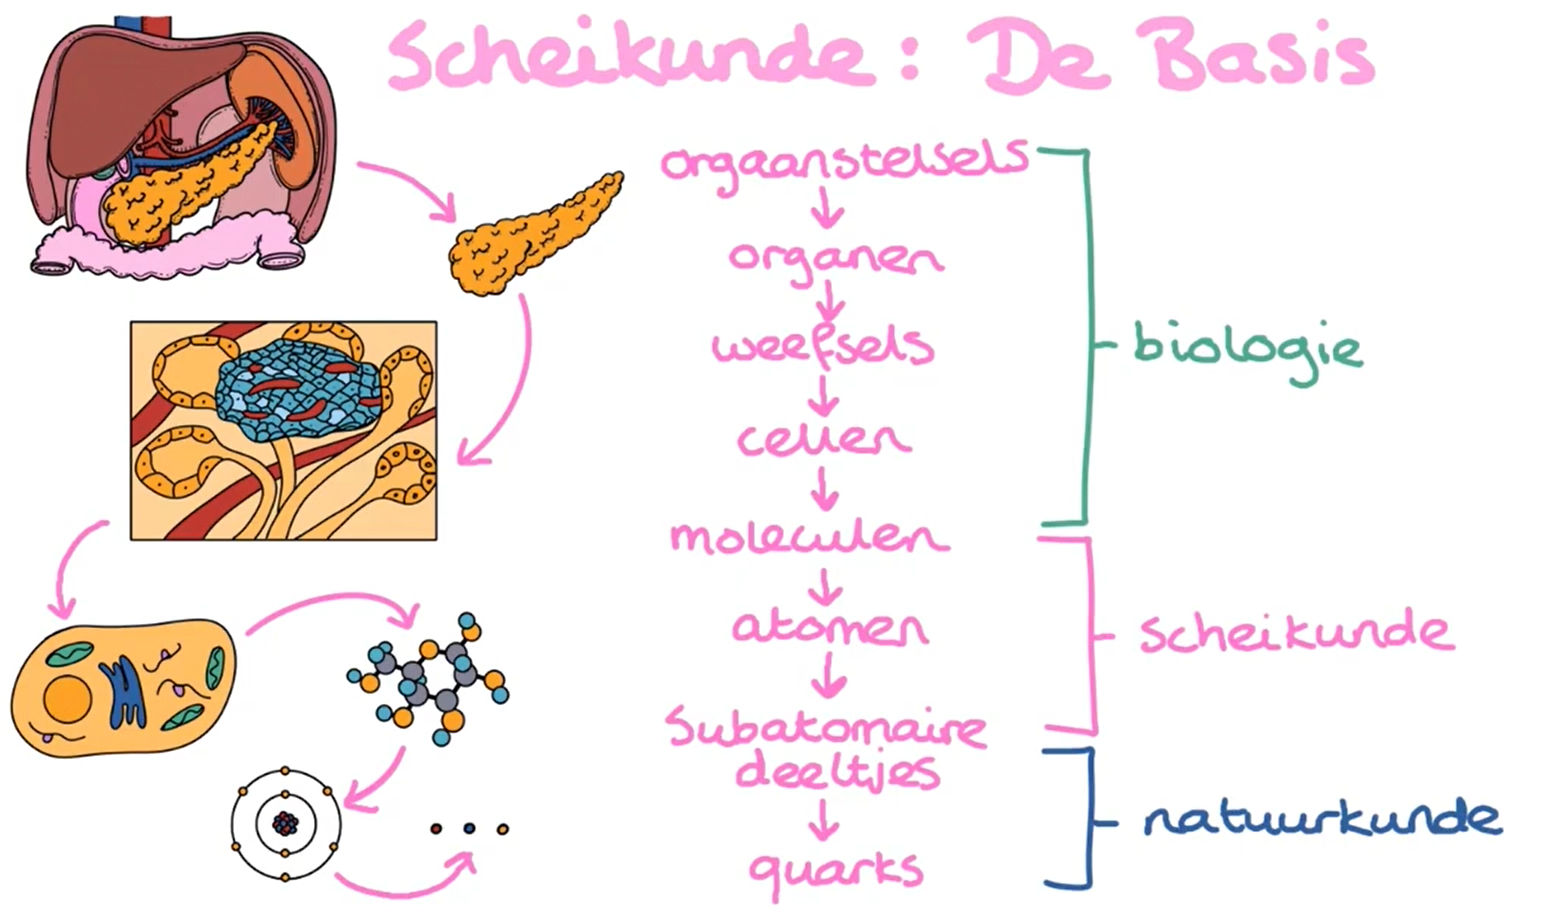 Scheikunde: De Basis
orgaanstelsels
organen
weefsels
cellen
moleculen
atomen
Subatomaire
deeltjes
quarks
biologie
scheikunde
natuurkunde